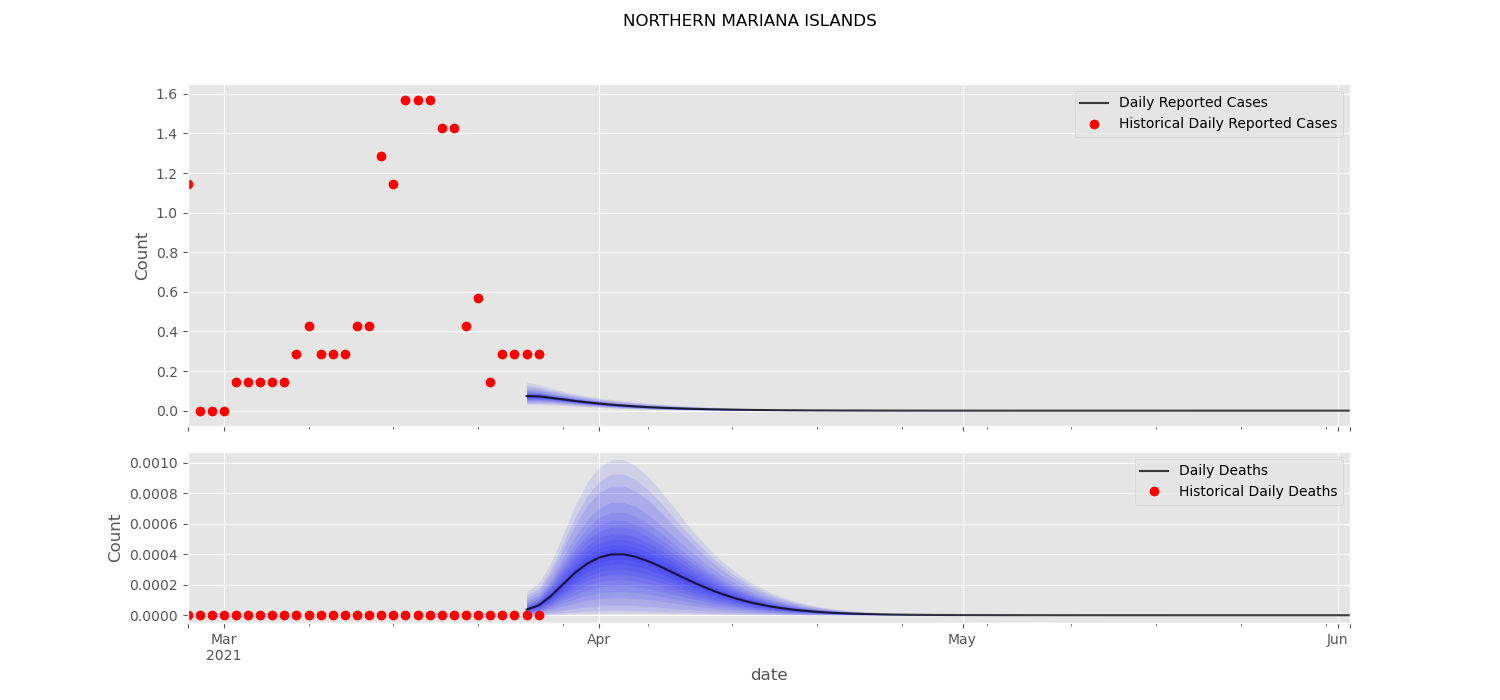 NORTHERN MARIANA ISLANDS
1.6
1.4
1.2
1.0
0.8
0.6
0.4
0.2
0.0
Count
Daily Reported Cases
Historical Daily Reported Cases
0.0010
0.0008
0.0006
0.0004
0.0002
0.0000
Count
Daily Deaths
Historical Daily Deaths
Mar Apr May Jun
2021
date